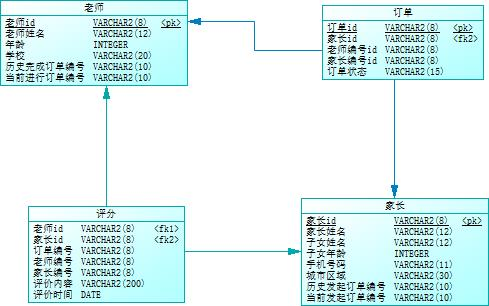 老师
老师id VARCHAR2(8) <pk>
老师姓名 VARCHAR2(12)
年龄 INTEGER
学校 VARCHAR2(20)
历史完成订单编号 VARCHAR2(10)
当前进行订单编号 VARCHAR2(10)
订单
订单id VARCHAR2(8) <pk>
家长id VARCHAR2(8) <fk2>
老师编号id VARCHAR2(8)
家长编号id VARCHAR2(8)
订单状态 VARCHAR2(15)
评分
老师id VARCHAR2(8) <fk1>
家长id VARCHAR2(8) <fk2>
订单编号 VARCHAR2(8)
老师编号 VARCHAR2(8)
家长编号 VARCHAR2(8)
评价内容 VARCHAR2(200)
评价时间 DATE
家长
家长id VARCHAR2(8) <pk>
家长姓名 VARCHAR2(12)
子女姓名 VARCHAR2(12)
子女年龄 INTEGER
手机号码 VARCHAR2(11)
城市区域 VARCHAR2(30)
历史发起订单编号 VARCHAR2(10)
当前发起订单编号 VARCHAR2(10)